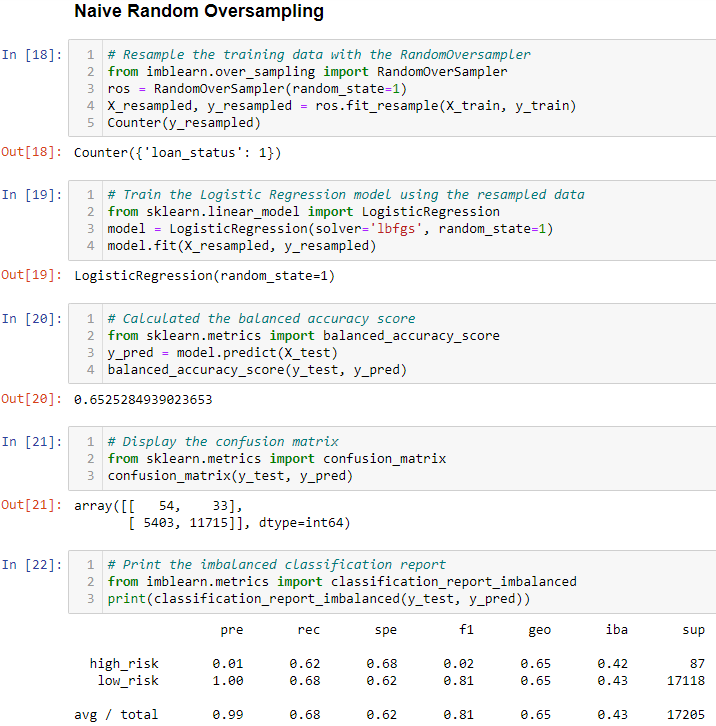 Naive Random Oversampling
In [18]:
1 # Resample the training data with the RandomOversampler
2 from imblearn.over_sampling import RandomOverSampler
3 ros = RandomOverSampler(random_state=1)
4 X_resampled, y_resampled = ros.fit_resample(X_train, y_train)
5 Counter(y_resampled)
Out[18]: Counter({'loan_status': 1})
In [19]:
1 # Train the Logistic Regression model using the resampled data
2 from sklearn.linear_model import LogisticRegression
3 model = LogisticRegression(solver='lbfgs', random_state=1)
4 model.fit(X_resampled, y_resampled)
Out[19]: LogisticRegression(random_state=1)
In [20]:
1 # Calculated the balanced accuracy score
2 from sklearn.metrics import balanced_accuracy_score
3 y_pred = model.predict(X_test)
4 balanced_accuracy_score(y_test, y_pred)
Out[20]: 0.6525284939023653
In [21]:
1 # Display the confusion matrix
2 from sklearn.metrics import confusion_matrix
3 confusion_matrix(y_test, y_pred)
Out[21]: array([[   54,    33],
       [ 5403, 11715]], dtype=int64)
In [22]:
1 # Print the imbalanced classification report
2 from imblearn.metrics import classification_report_imbalanced
3 print(classification_report_imbalanced(y_test, y_pred))
pre rec spe f1 geo iba sup
high_risk 0.01 0.62 0.68 0.02 0.65 0.42 87
low_risk 1.00 0.68 0.62 0.81 0.65 0.43 17118
avg / total 0.99 0.68 0.62 0.81 0.65 0.43 17205